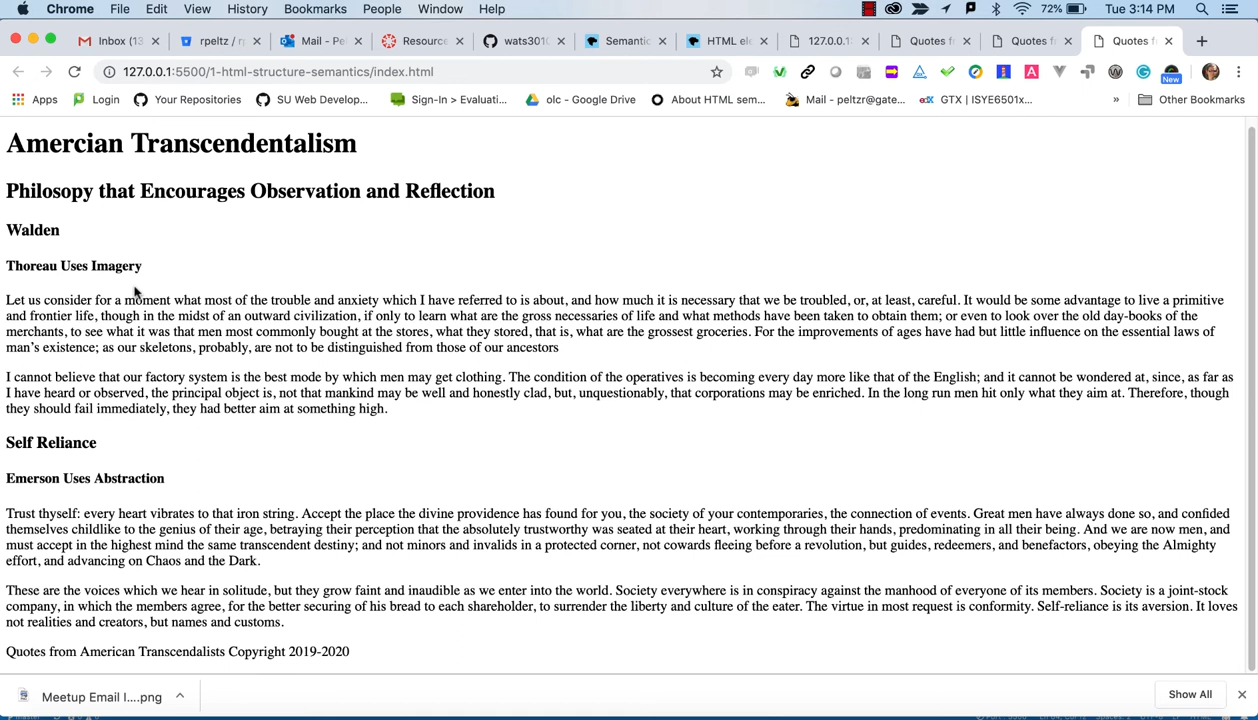 Chrome File Edit View History Bookmarks People Window Help 72% Tue 3:14 PM
Inbox (13 rpeltz / r Mail - Pe Resource wats301 Semantic HTML el 127.0.0.1: Quotes f Quotes f Quotes f
127.0.0.1:5500/1-html-structure-semantics/index.html New
Apps Login Your Repositories SU Web Develop... Sign-In > Evaluati... olc - Google Drive About HTML sem... Mail - peltzr@gate... edX GTX | ISYE6501x... » Other Bookmarks
Amercian Transcendentalism
Philosopy that Encourages Observation and Reflection
Walden
Thoreau Uses Imagery
Let us consider for a moment what most of the trouble and anxiety which I have referred to is about, and how much it is necessary that we be troubled, or, at least, careful. It would be some advantage to live a primitive
and frontier life, though in the midst of an outward civilization, if only to learn what are the gross necessaries of life and what methods have been taken to obtain them; or even to look over the old day-books of the
merchants, to see what it was that men most commonly bought at the stores, what they stored, that is, what are the grossest groceries. For the improvements of ages have had but little influence on the essential laws of
man’s existence; as our skeletons, probably, are not to be distinguished from those of our ancestors
I cannot believe that our factory system is the best mode by which men may get clothing. The condition of the operatives is becoming every day more like that of the English; and it cannot be wondered at, since, as far as
I have heard or observed, the principal object is, not that mankind may be well and honestly clad, but, unquestionably, that corporations may be enriched. In the long run men hit only what they aim at. Therefore, though
they should fail immediately, they had better aim at something high.
Self Reliance
Emerson Uses Abstraction
Trust thyself: every heart vibrates to that iron string. Accept the place the divine providence has found for you, the society of your contemporaries, the connection of events. Great men have always done so, and confided
themselves childlike to the genius of their age, betraying their perception that the absolutely trustworthy was seated at their heart, working through their hands, predominating in all their being. And we are now men, and
must accept in the highest mind the same transcendent destiny; and not minors and invalids in a protected corner, not cowards fleeing before a revolution, but guides, redeemers, and benefactors, obeying the Almighty
effort, and advancing on Chaos and the Dark.
These are the voices which we hear in solitude, but they grow faint and inaudible as we enter into the world. Society everywhere is in conspiracy against the manhood of everyone of its members. Society is a joint-stock
company, in which the members agree, for the better securing of his bread to each shareholder, to surrender the liberty and culture of the eater. The virtue in most request is conformity. Self-reliance is its aversion. It loves
not realities and creators, but names and customs.
Quotes from American Transcendalists Copyright 2019-2020
Meetup Email I....png Show All